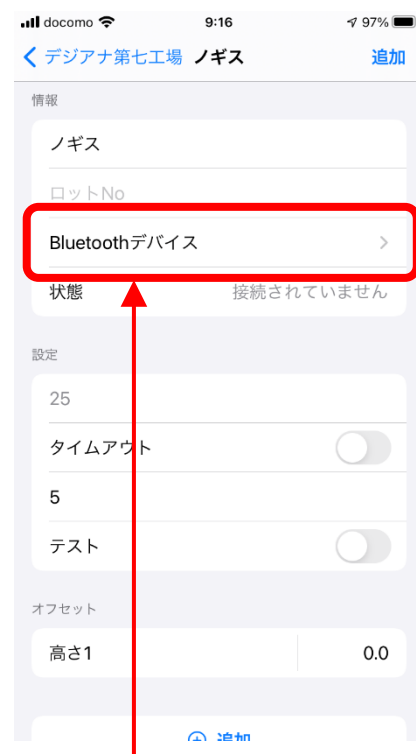 docomo 9:16 97%
デジアナ第七工場 ノギス 追加
情報
ノギス
ロットNo
Bluetoothデバイス
状態 接続されていません
設定
25
タイムアウト
5
テスト
オフセット
高さ1 0.0
追加